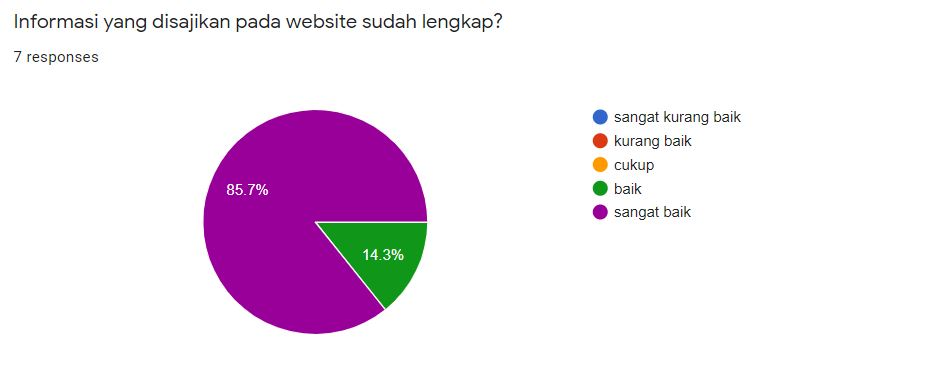 Informasi yang disajikan pada website sudah lengkap?
7 responses
85.7%
14.3%
sangat kurang baik
kurang baik
cukup
baik
sangat baik